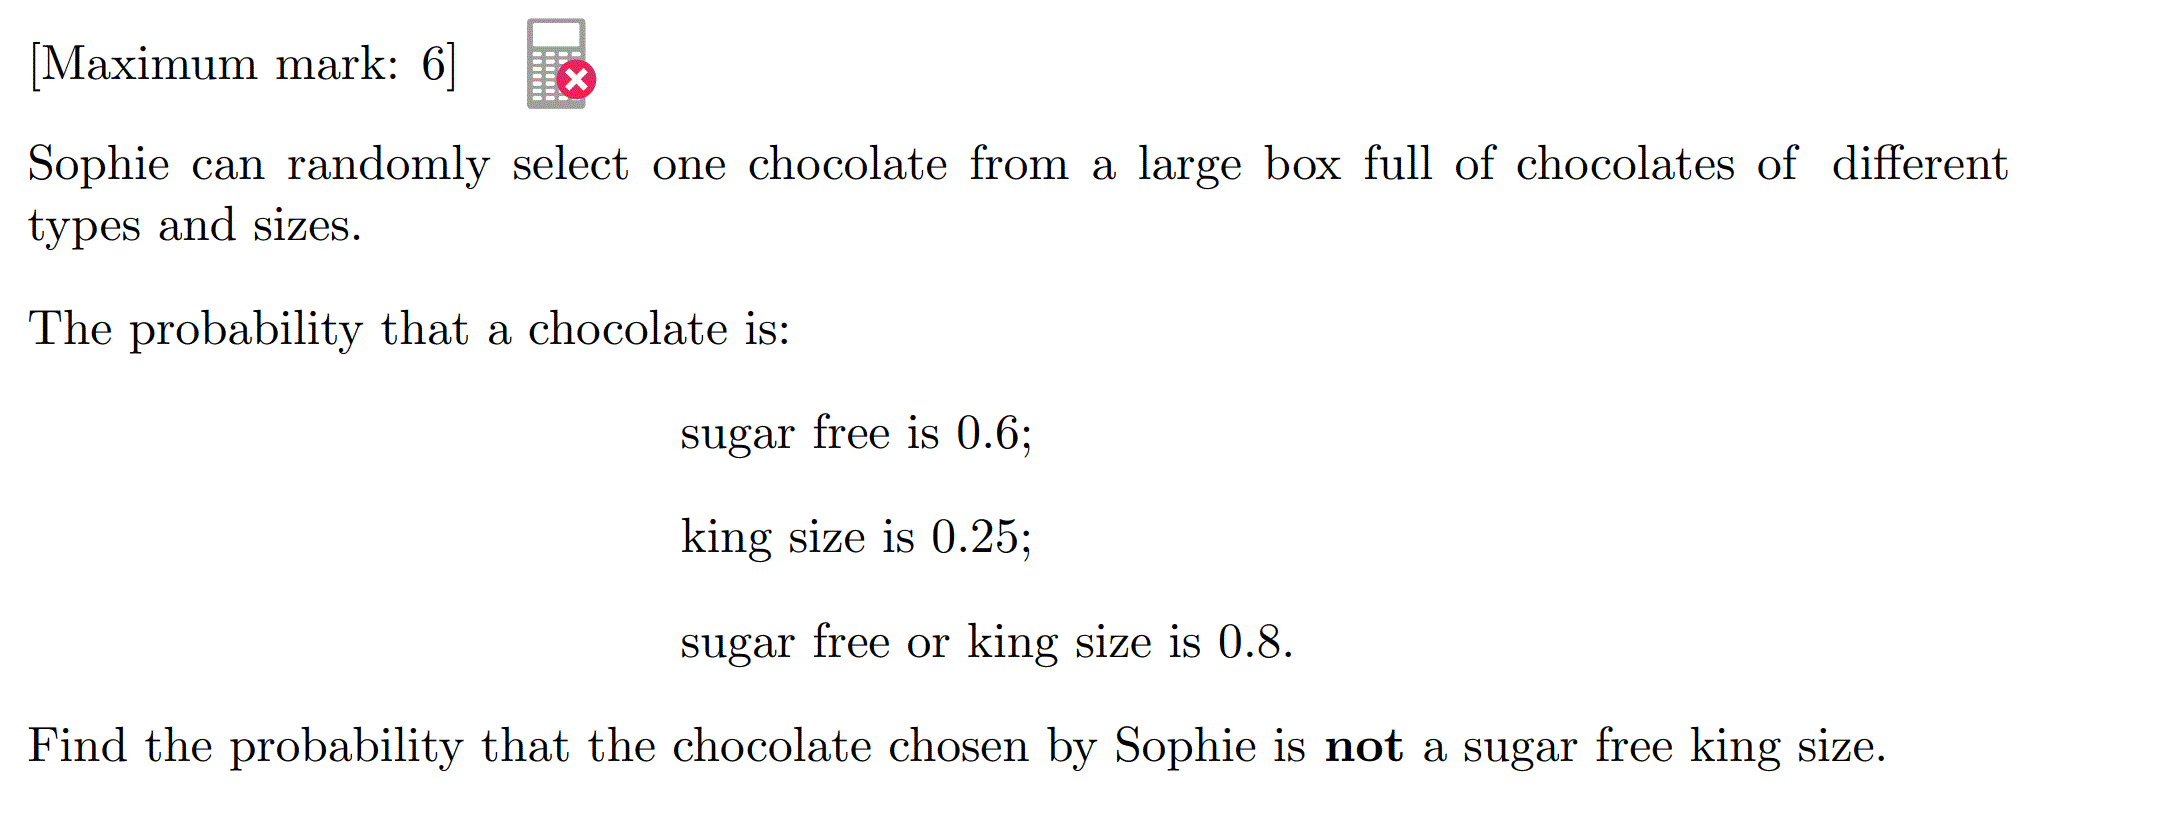 [Maximum mark: 6]
Sophie can randomly select one chocolate from a large box full of chocolates of different
types and sizes.
The probability that a chocolate is:
sugar free is 0.6;
king size is 0.25;
sugar free or king size is 0.8.
Find the probability that the chocolate chosen by Sophie is not a sugar free king size.